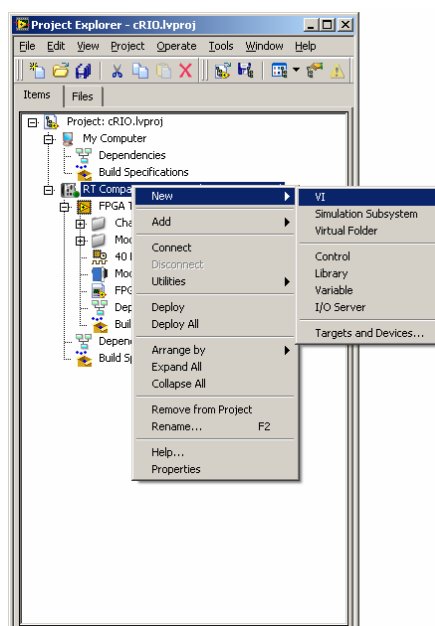 Project Explorer - cRIO.lvproj
File Edit View Project Operate Tools Window Help
Items Files
Project: cRIO.lvproj
My Computer
Dependencies
Build Specifications
RT Compa
FPGA T
Cha
Mod
40
Mod
FPG
Dep
Buil
Depen
Build Sp
New
Add
Connect
Disconnect
Utilities
Deploy
Deploy All
Arrange by
Expand All
Collapse All
Remove from Project
Rename... F2
Help...
Properties
VI
Simulation Subsystem
Virtual Folder
Control
Library
Variable
I/O Server
Targets and Devices...